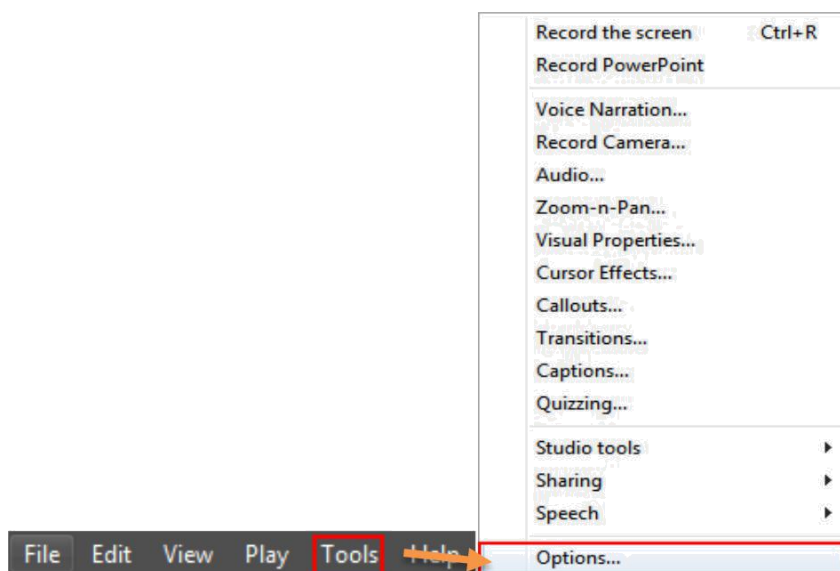 Record the screen Ctrl+R
Record PowerPoint
Voice Narration...
Record Camera...
Audio...
Zoom-n-Pan...
Visual Properties...
Cursor Effects...
Callouts...
Transitions...
Captions...
Quizzing...
Studio tools
Sharing
Speech
File Edit View Play Tools Help
Options...